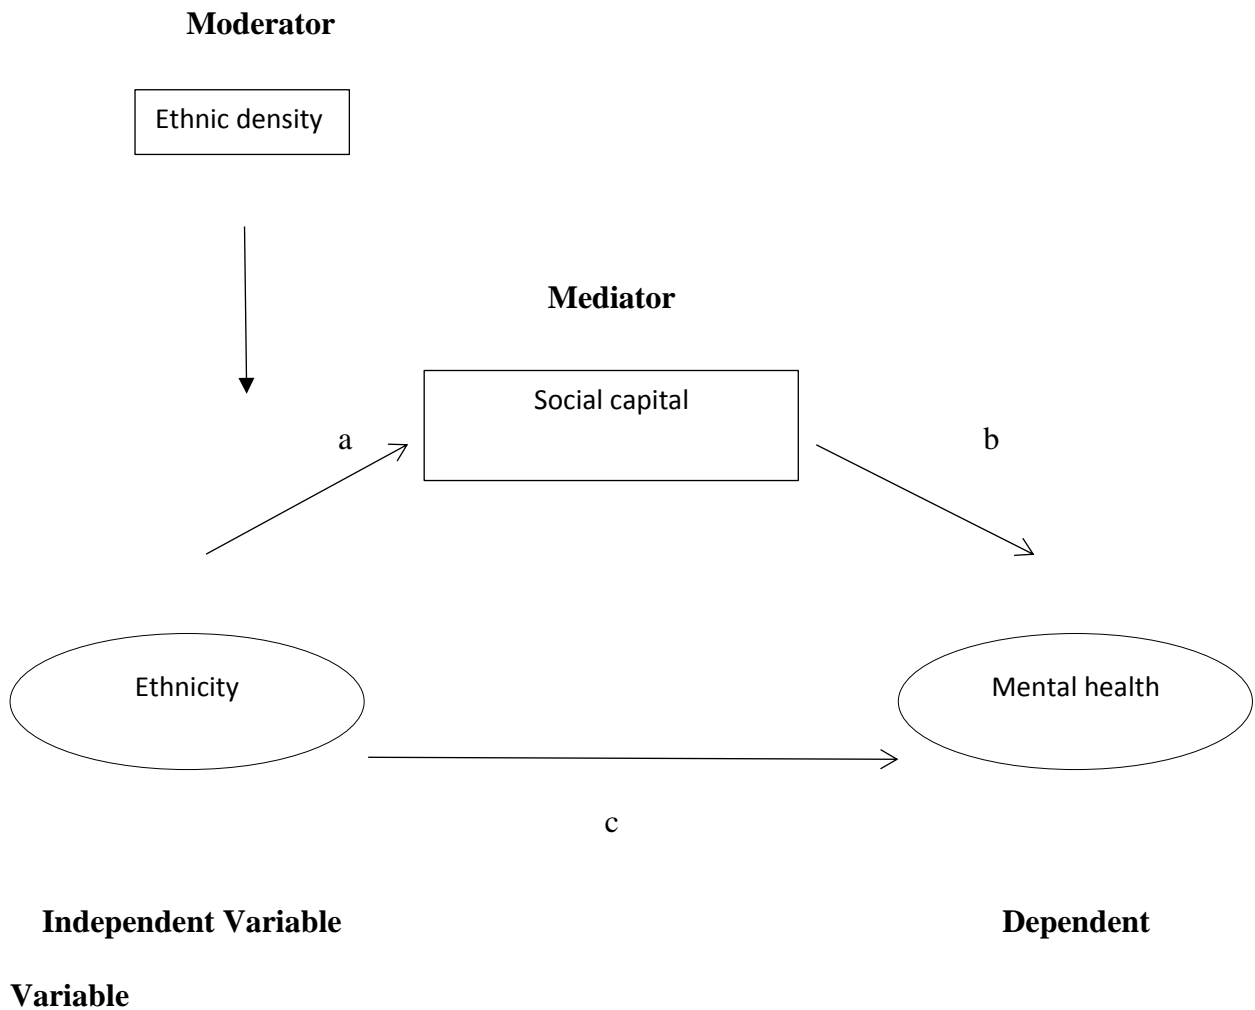 Moderator
Ethnic density
Mediator
Social capital
a
b
Ethnicity
Mental health
c
Independent Variable Dependent
Variable